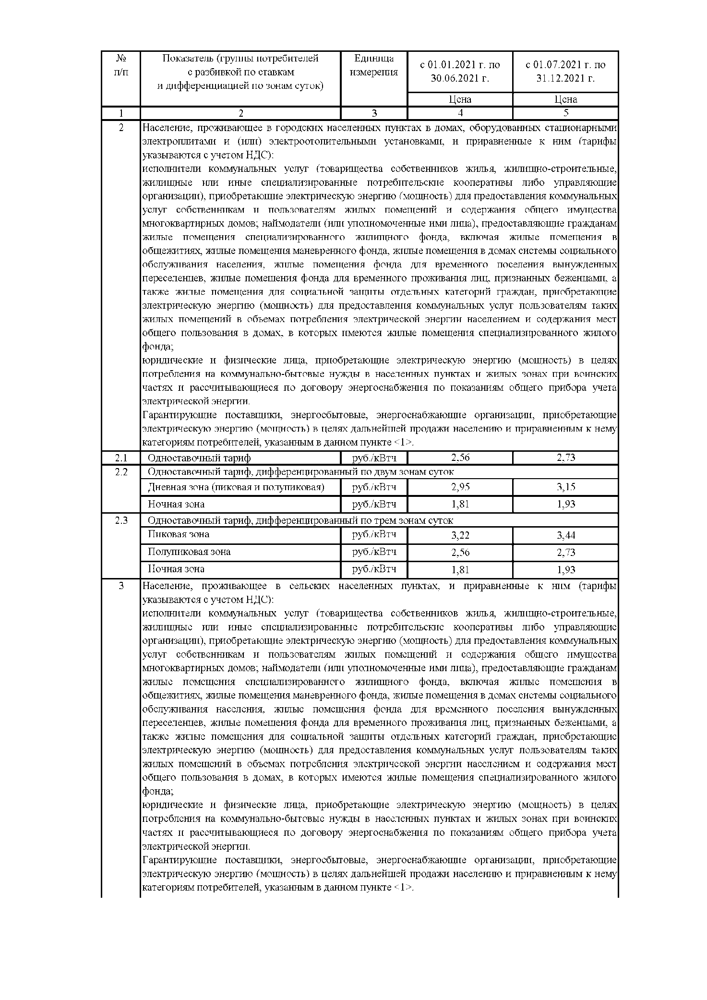 №
п/п
Показатель (группы потребителей
с разбивкой по ставкам
и дифференциацией по зонам суток)
Единица
измерения
с 01.01.2021 г. по
30.06.2021 г.
с 01.07.2021 г. по
31.12.2021 г.
Цена
Цена
1
2
3
4
5
2
Население, проживающее в городских населенных пунктах в домах, оборудованных стационарными
электроплитами и (или) электроотопительными установками, и приравненные к ним (тарифы
указываются с учетом НДС):
исполнители коммунальных услуг (товарищества собственников жилья, жилищно-строительные,
жилищные или иные специализированные потребительские кооперативы либо управляющие
организации), приобретающие электрическую энергию (мощность) для предоставления коммунальных
услуг собственникам и пользователям жилых помещений и содержания общего имущества
многоквартирных домов; наймодатели (или уполномоченные ими лица), предоставляющие гражданам
жилые помещения специализированного жилищного фонда, включая жилые помещения в
общежитиях, жилые помещения маневренного фонда, жилые помещения в домах системы социального
обслуживания населения, жилые помещения фонда для временного поселения вынужденных
переселенцев, жилые помещения фонда для временного проживания лиц, признанных беженцами, а
также жилые помещения для социальной защиты отдельных категорий граждан, приобретающие
электрическую энергию (мощность) для предоставления коммунальных услуг пользователям таких
жилых помещений в объемах потребления электрической энергии населением и содержания мест
общего пользования в домах, в которых имеются жилые помещения специализированного жилого
фонда;
юридические и физические лица, приобретающие электрическую энергию (мощность) в целях
потребления на коммунально-бытовые нужды в населенных пунктах и жилых зонах при воинских
частях и рассчитывающиеся по договору энергоснабжения по показаниям общего прибора учета
электрической энергии.
Гарантирующие поставщики, энергосбытовые, энергоснабжающие организации, приобретающие
электрическую энергию (мощность) в целях дальнейшей продажи населению и приравненным к нему
категориям потребителей, указанным в данном пункте <1>.
2.1 Одноставочный тариф руб./кВтч 2,56 2,73
2.2 Одноставочный тариф, дифференцированный по двум зонам суток
Дневная зона (пиковая и полупиковая) руб./кВтч 2,95 3,15
Ночная зона руб./кВтч 1,81 1,93
2.3 Одноставочный тариф, дифференцированный по трем зонам суток
Пиковая зона руб./кВтч 3,22 3,44
Полупиковая зона руб./кВтч 2,56 2,73
Ночная зона руб./кВтч 1,81 1,93
3
Население, проживающее в сельских населенных пунктах, и приравненные к ним (тарифы
указываются с учетом НДС):
исполнители коммунальных услуг (товарищества собственников жилья, жилищно-строительные,
жилищные или иные специализированные потребительские кооперативы либо управляющие
организации), приобретающие электрическую энергию (мощность) для предоставления коммунальных
услуг собственникам и пользователям жилых помещений и содержания общего имущества
многоквартирных домов; наймодатели (или уполномоченные ими лица), предоставляющие гражданам
жилые помещения специализированного жилищного фонда, включая жилые помещения в
общежитиях, жилые помещения маневренного фонда, жилые помещения в домах системы социального
обслуживания населения, жилые помещения фонда для временного поселения вынужденных
переселенцев, жилые помещения фонда для временного проживания лиц, признанных беженцами, а
также жилые помещения для социальной защиты отдельных категорий граждан, приобретающие
электрическую энергию (мощность) для предоставления коммунальных услуг пользователям таких
жилых помещений в объемах потребления электрической энергии населением и содержания мест
общего пользования в домах, в которых имеются жилые помещения специализированного жилого
фонда;
юридические и физические лица, приобретающие электрическую энергию (мощность) в целях
потребления на коммунально-бытовые нужды в населенных пунктах и жилых зонах при воинских
частях и рассчитывающиеся по договору энергоснабжения по показаниям общего прибора учета
электрической энергии.
Гарантирующие поставщики, энергосбытовые, энергоснабжающие организации, приобретающие
электрическую энергию (мощность) в целях дальнейшей продажи населению и приравненным к нему
категориям потребителей, указанным в данном пункте <1>.